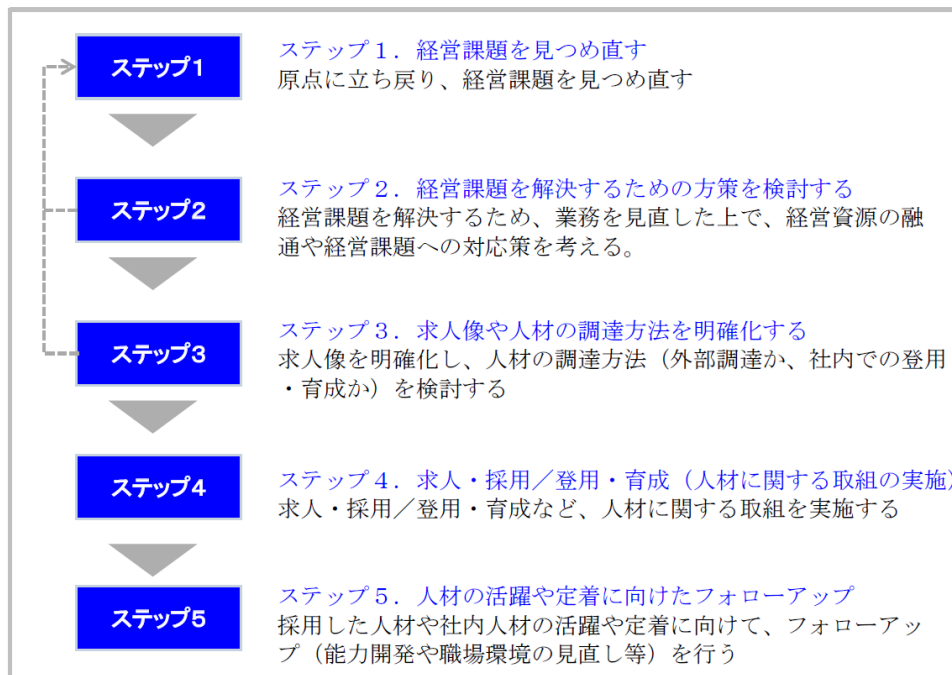 ステップ1
ステップ１．経営課題を見つめ直す
原点に立ち戻り、経営課題を見つめ直す
ステップ2
ステップ２．経営課題を解決するための方策を検討する
経営課題を解決するため、業務を見直した上で、経営資源の融
通や経営課題への対応策を考える。
ステップ3
ステップ３．求人像や人材の調達方法を明確化する
求人像を明確化し、人材の調達方法（外部調達か、社内での登用
・育成か）を検討する
ステップ4
ステップ４．求人・採用／登用・育成（人材に関する取組の実施）
求人・採用／登用・育成など、人材に関する取組を実施する
ステップ5
ステップ５．人材の活躍や定着に向けたフォローアップ
採用した人材や社内人材の活躍や定着に向けて、フォローアッ
プ（能力開発や職場環境の見直し等）を行う